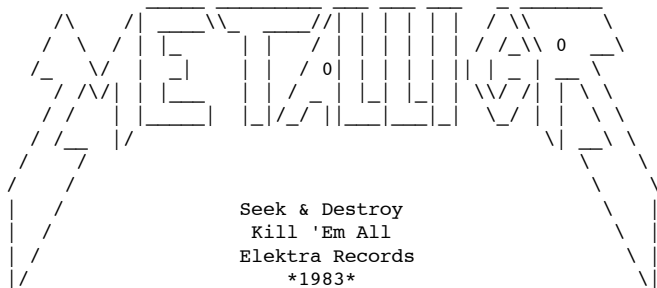 METALLICA
Seek & Destroy
Kill 'Em All
Elektra Records
*1983*